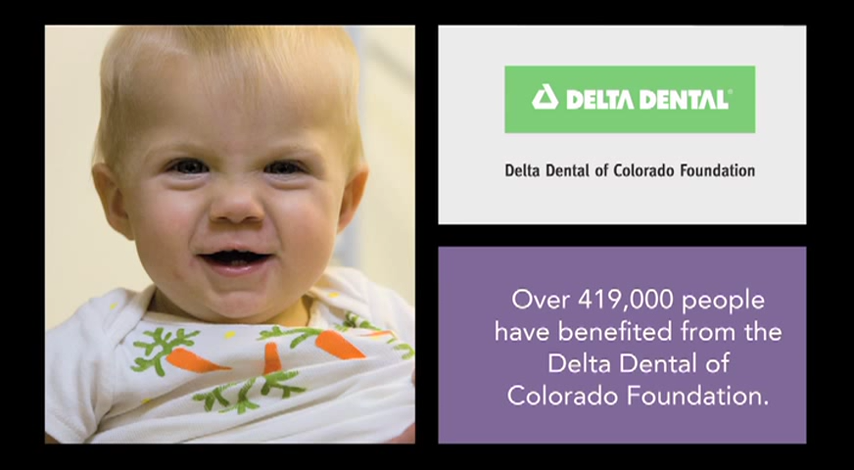 DELTA DENTAL®
Delta Dental of Colorado Foundation
Over 419,000 people
have benefited from the
Delta Dental of
Colorado Foundation.